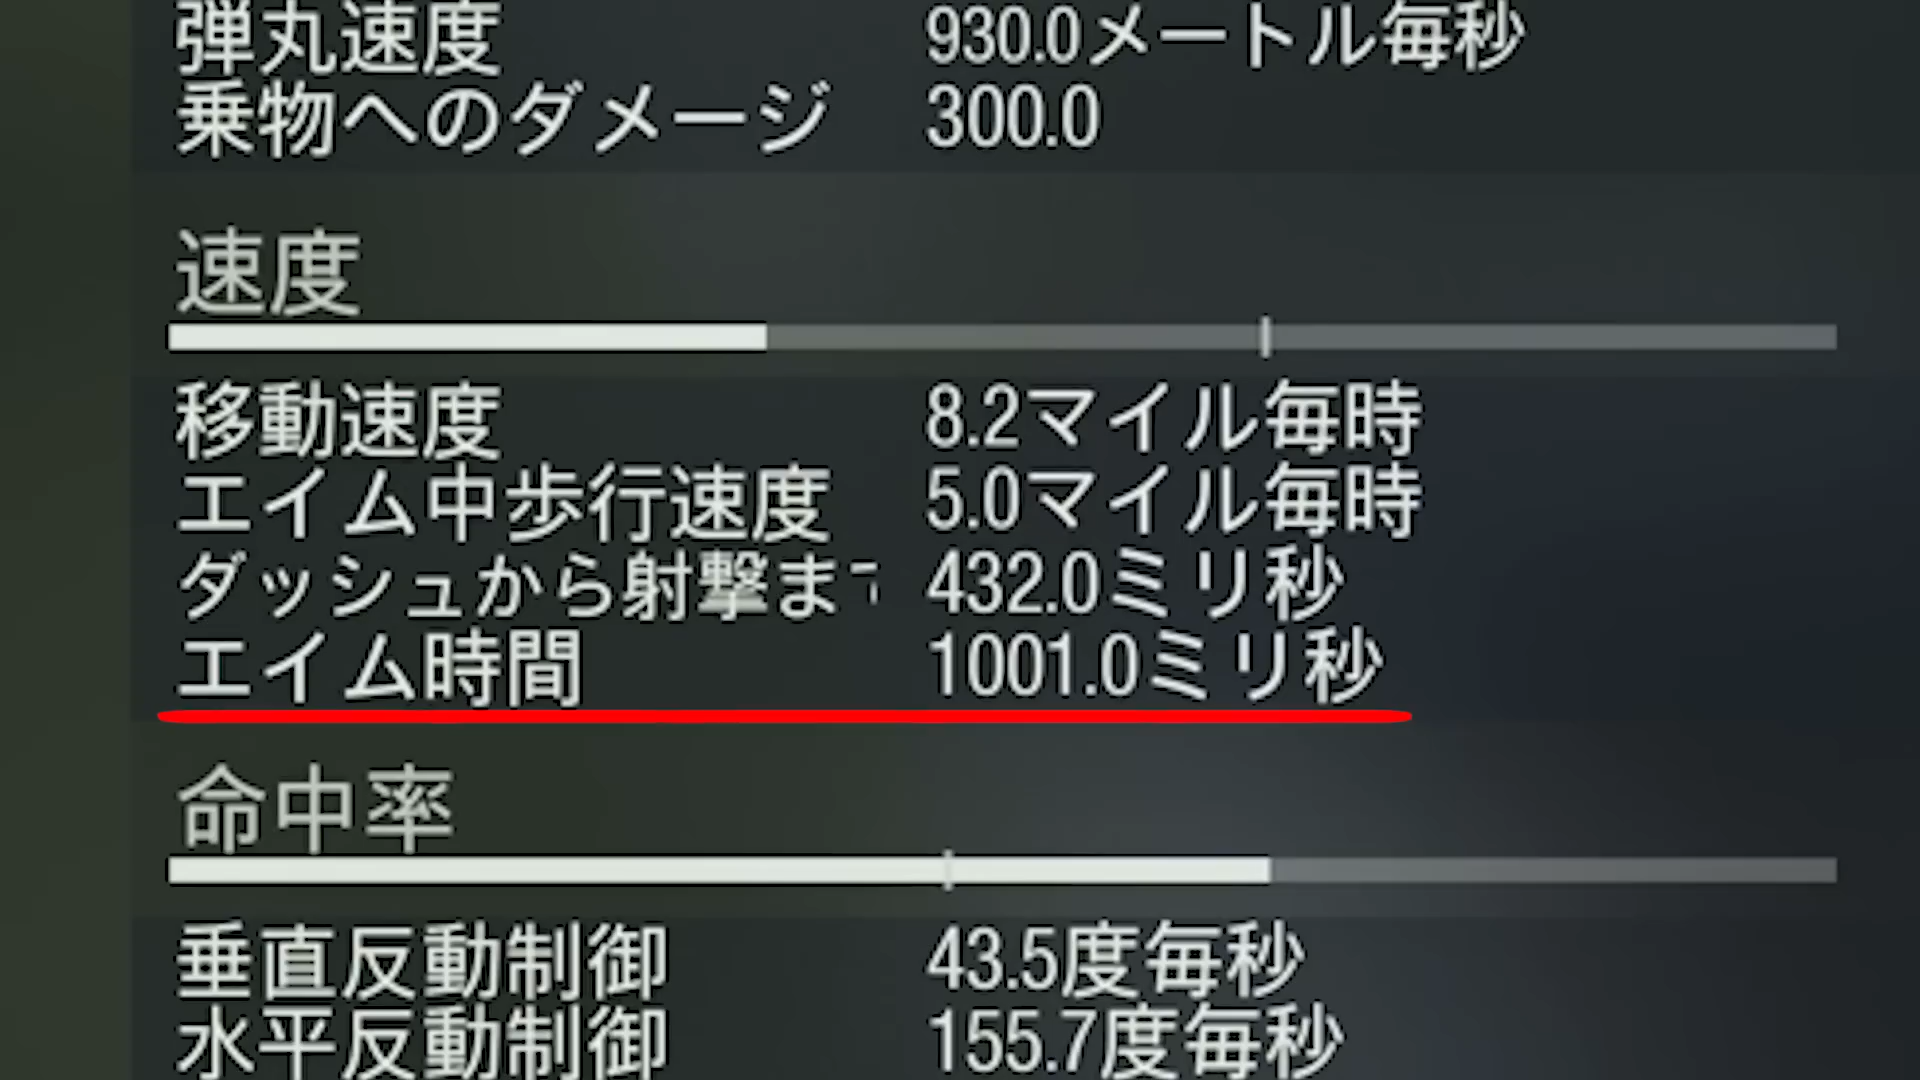 弾丸速度 930.0メートル毎秒
乗物へのダメージ 300.0
速度
移動速度 8.2マイル毎時
エイム中歩行速度 5.0マイル毎時
ダッシュから射撃ま 432.0ミリ秒
エイム時間 1001.0ミリ秒
命中率
垂直反動制御 43.5度毎秒
水平反動制御 155.7度毎秒